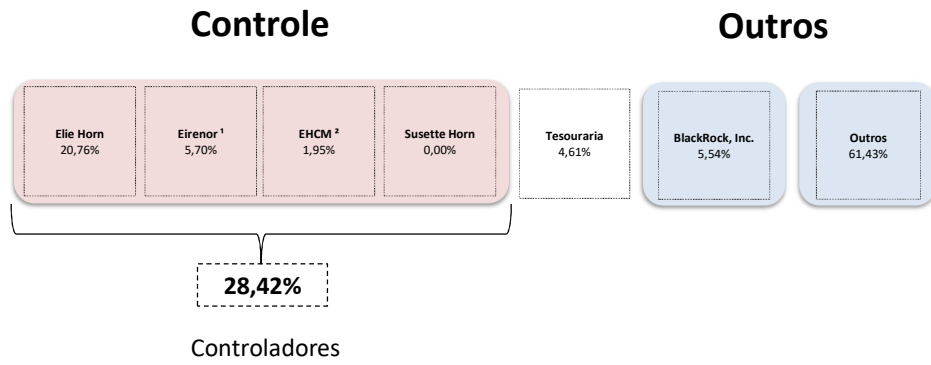 Controle
Outros
Elie Horn
20,76%
Eirenor ¹
5,70%
EHCM ²
1,95%
Susette Horn
0,00%
Tesouraria
4,61%
BlackRock, Inc.
5,54%
Outros
61,43%
28,42%
Controladores